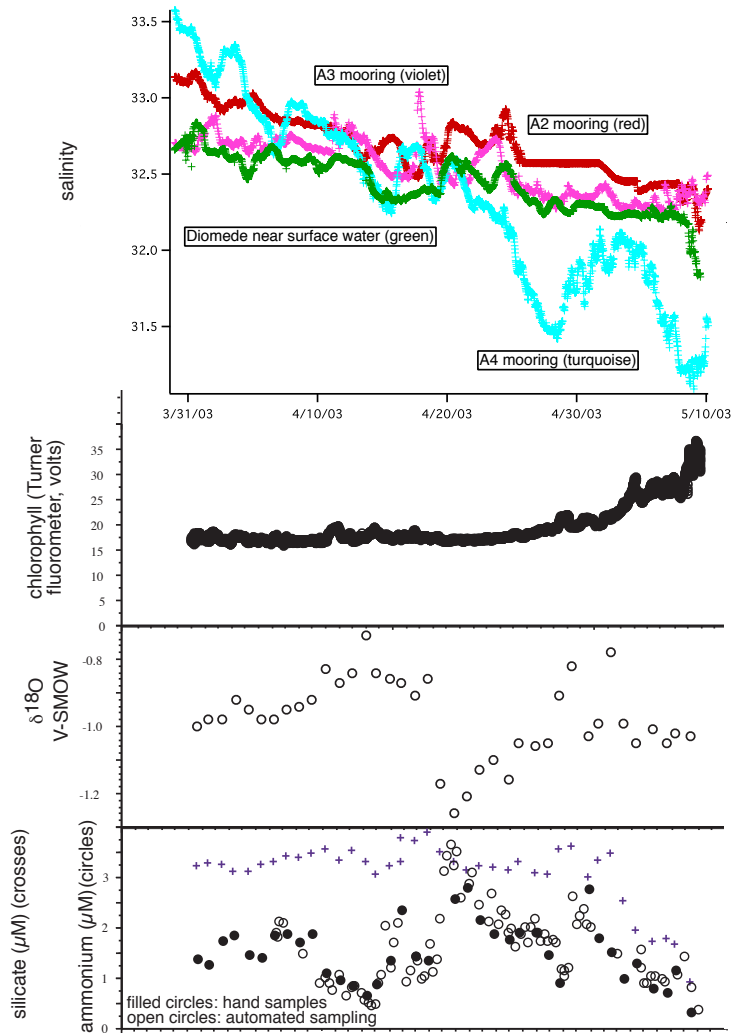 33.5
33.0
32.5
32.0
31.5
salinity
A3 mooring (violet)
A2 mooring (red)
Diomede near surface water (green)
A4 mooring (turquoise)
3/31/03
4/10/03
4/20/03
4/30/03
5/10/03
chlorophyll (Turner
fluorometer, volts)
35
30
25
20
15
10
5
0
δ18O
V-SMOW
-0.8
-1.0
-1.2
silicate (µM) (crosses)
ammonium (µM) (circles)
3
2
1
0
filled circles: hand samples
open circles: automated sampling